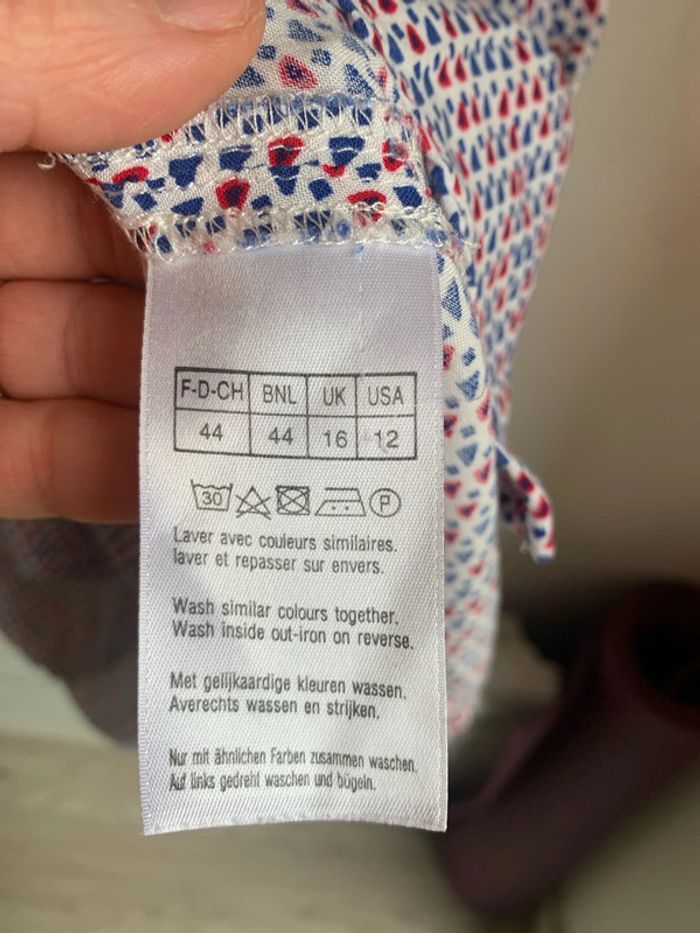 F-D-CH BNL UK USA
44 44 16 12
30 P
Laver avec couleurs similaires.
laver et repasser sur envers.
Wash similar colours together.
Wash inside out-iron on reverse.
Met gelijkaardige kleuren wassen.
Averechts wassen en strijken.
Nur mit ähnlichen Farben zusammen waschen.
Auf links gedreht waschen und bügeln.